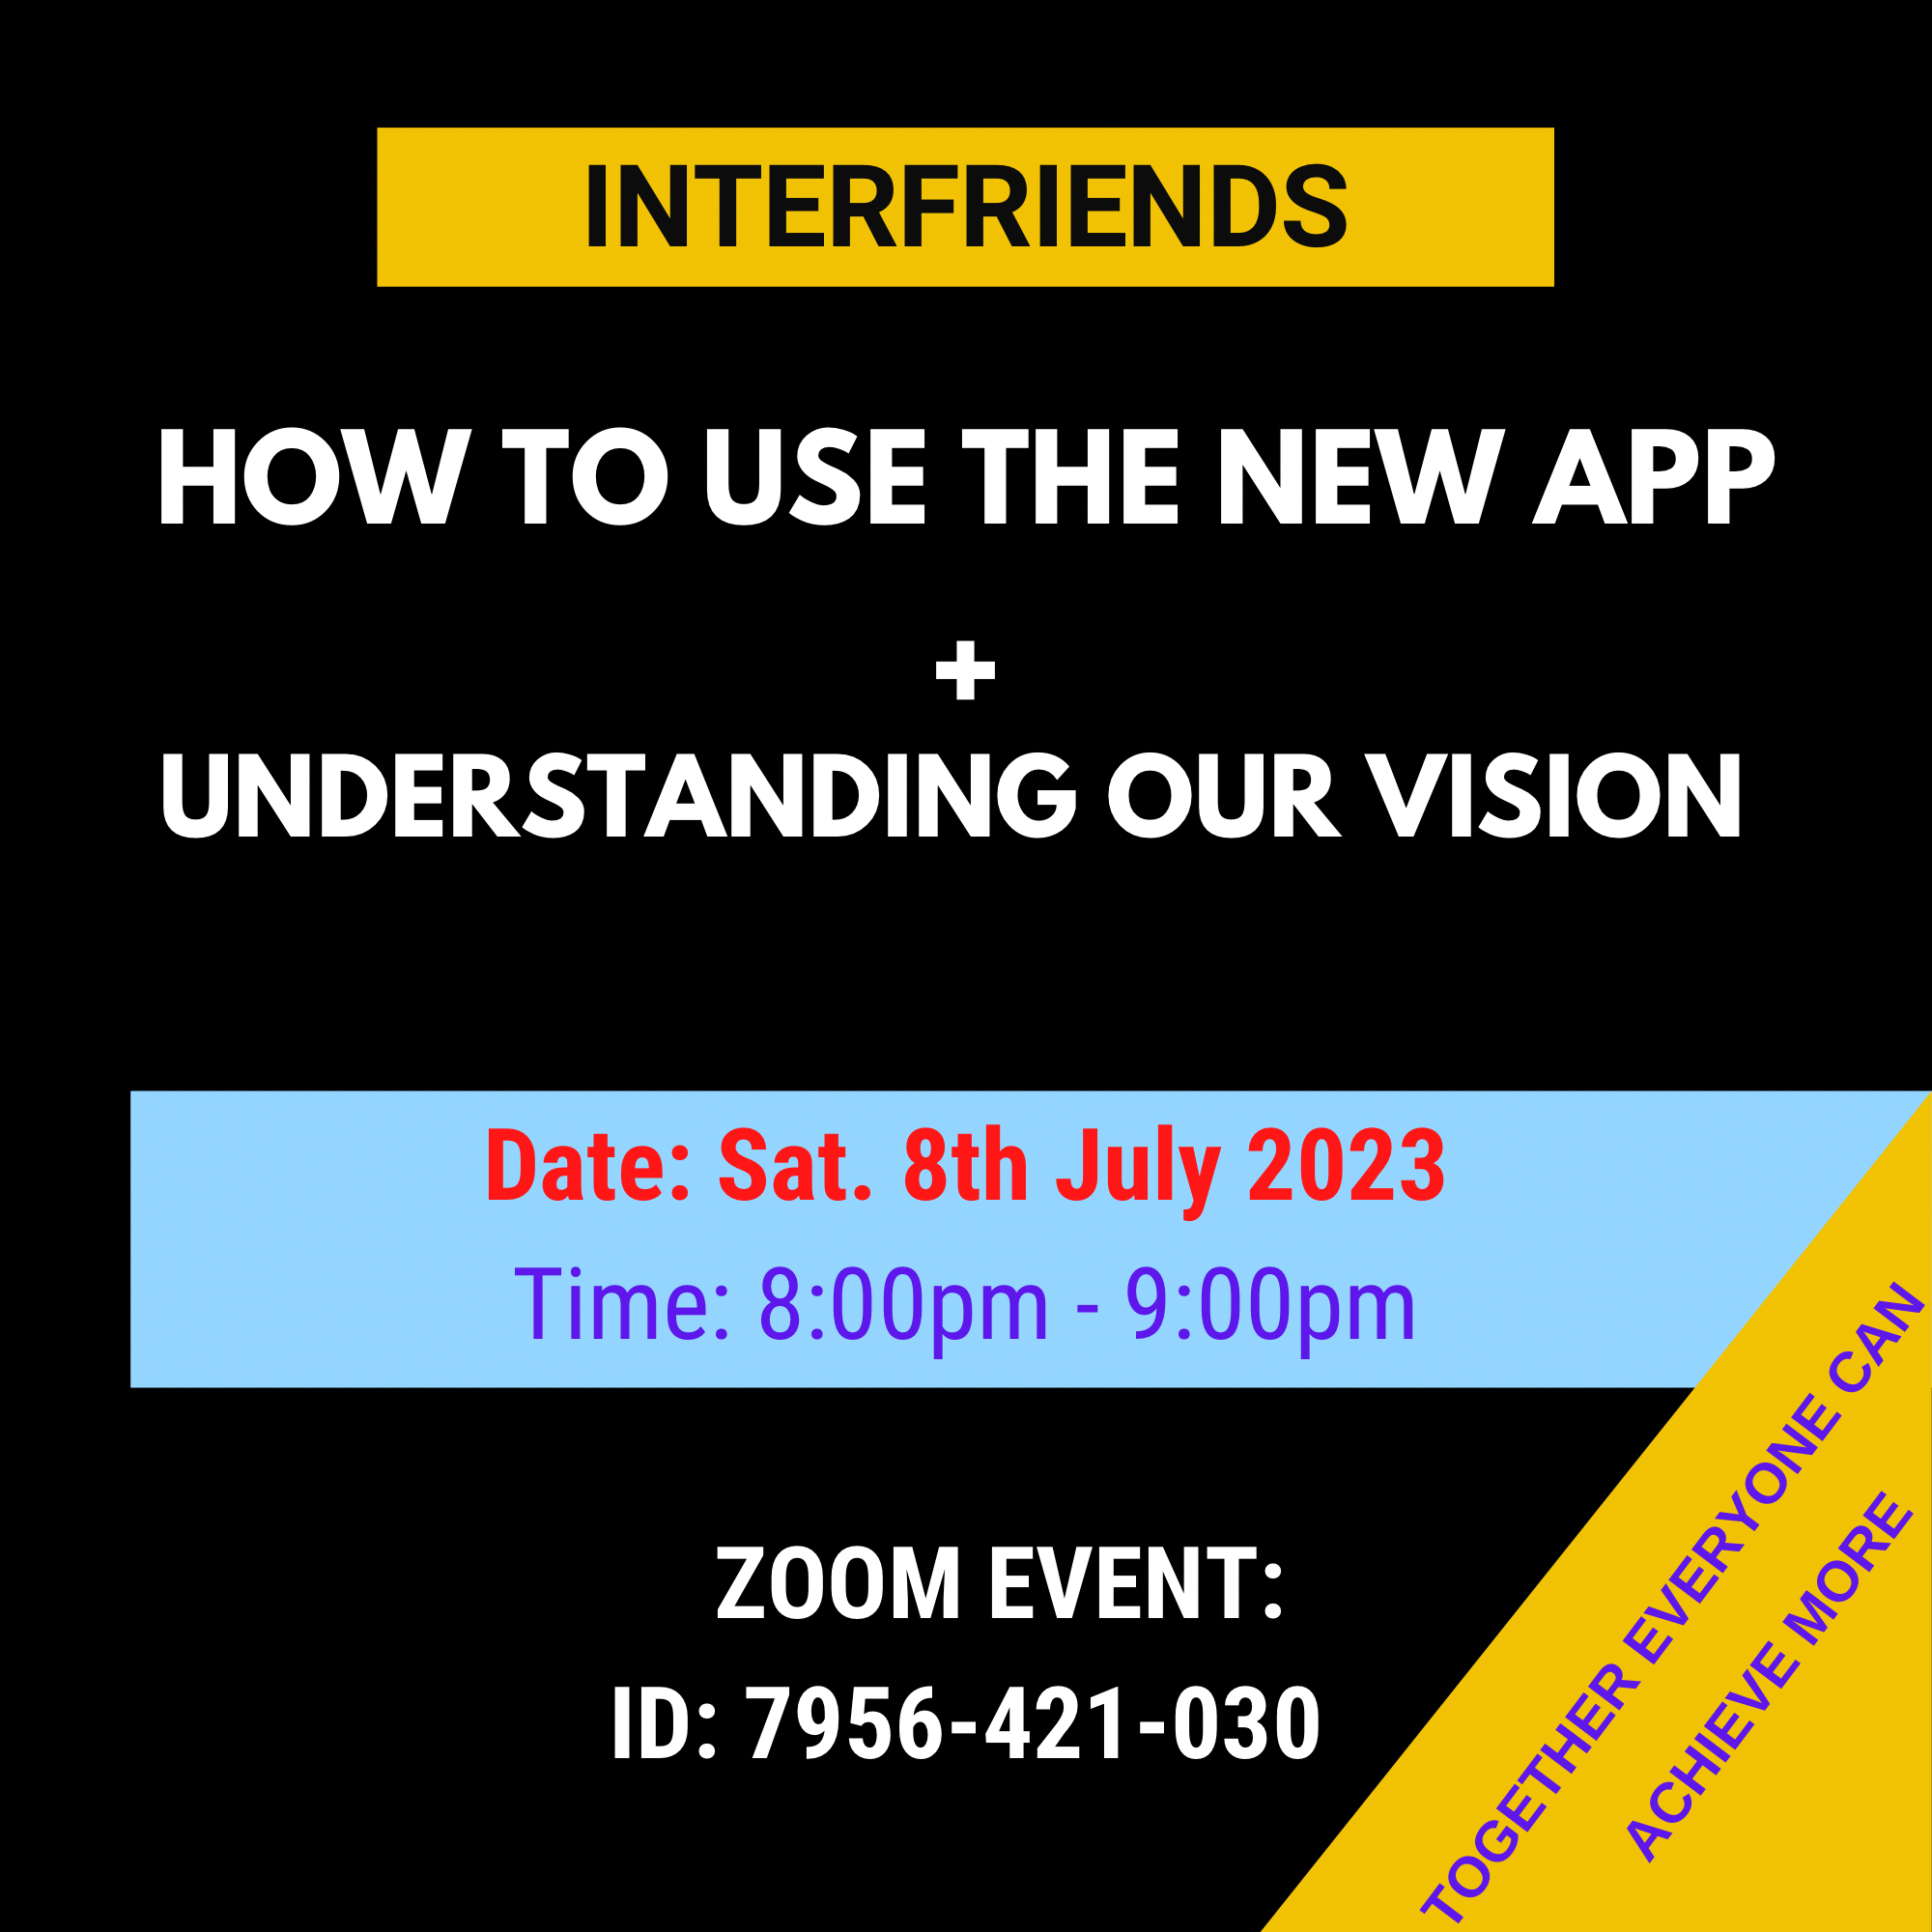 INTERFRIENDS
HOW TO USE THE NEW APP
+
UNDERSTANDING OUR VISION
Date: Sat. 8th July 2023
Time: 8:00pm - 9:00pm
ZOOM EVENT:
ID: 7956-421-030
TOGETHER EVERYONE CAN
ACHIEVE MORE